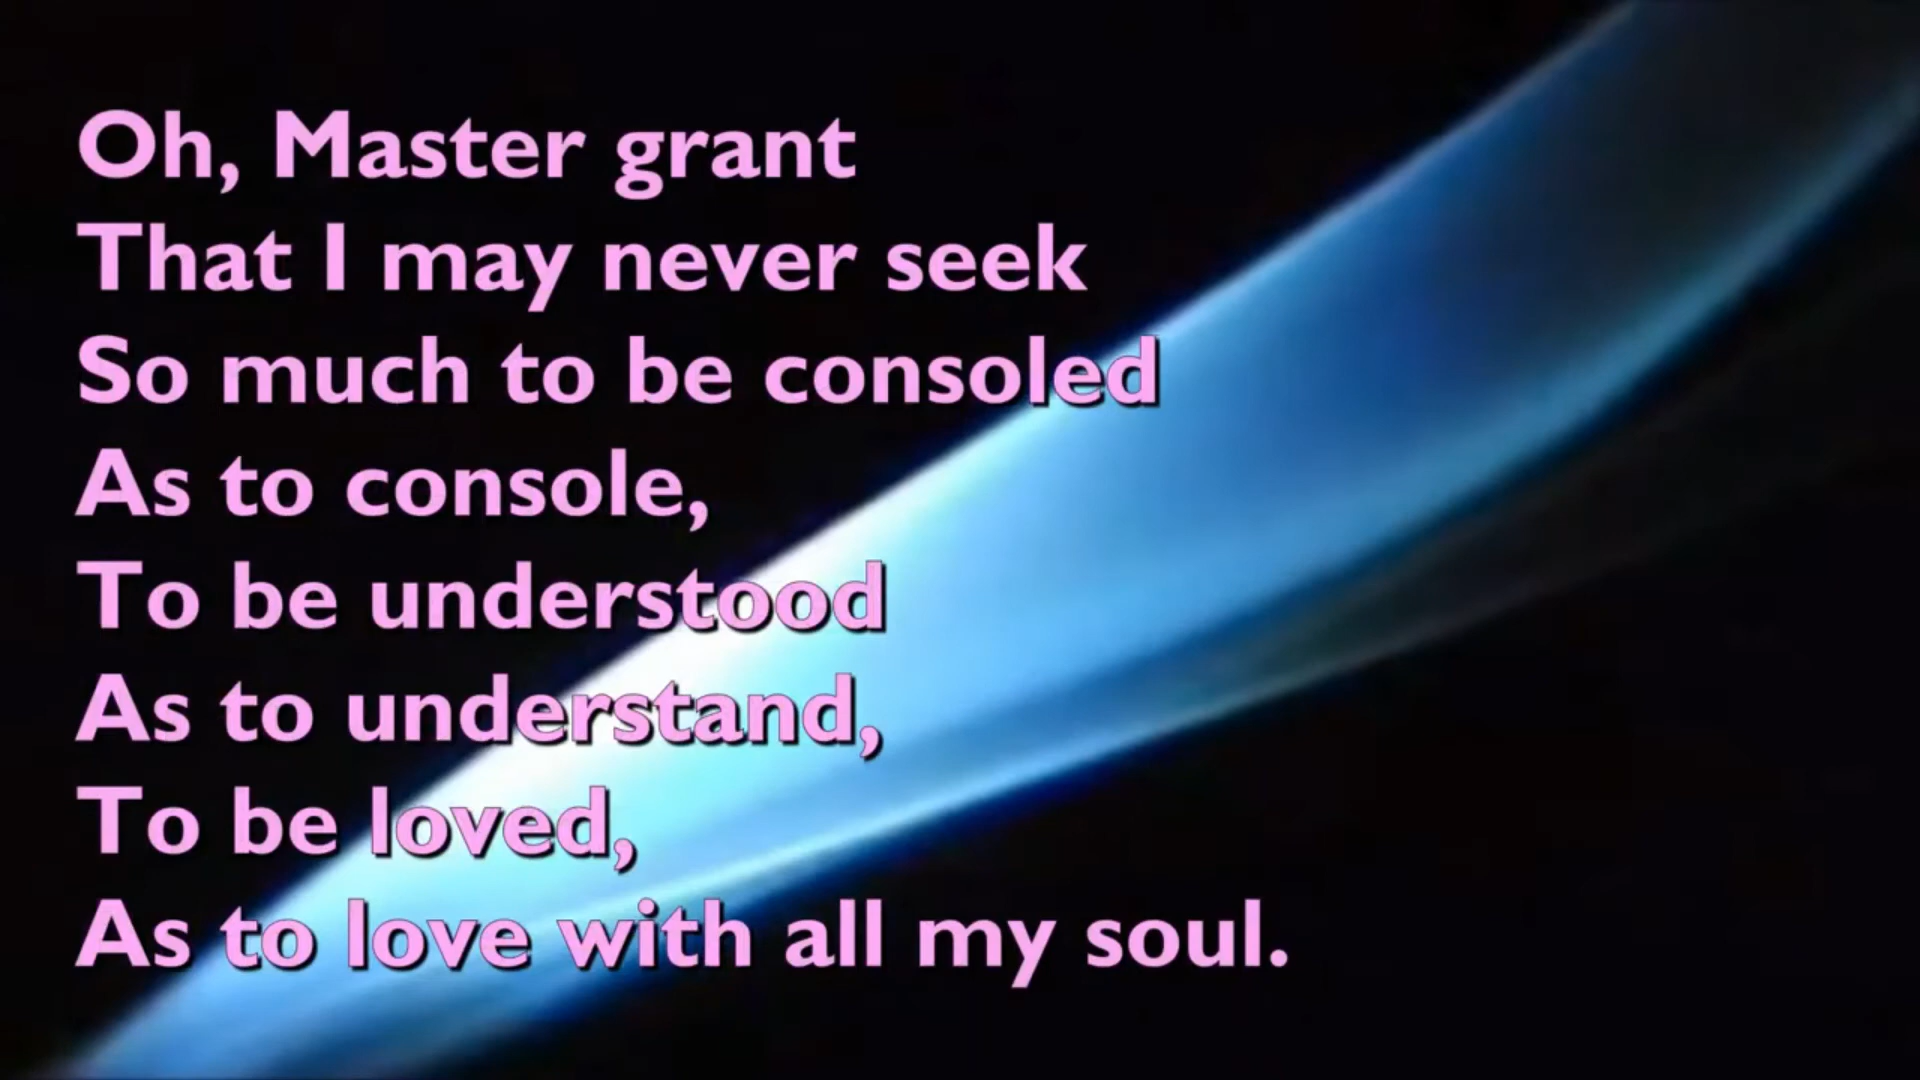 Oh, Master grant
That I may never seek
So much to be consoled
As to console,
To be understood
As to understand,
To be loved,
As to love with all my soul.